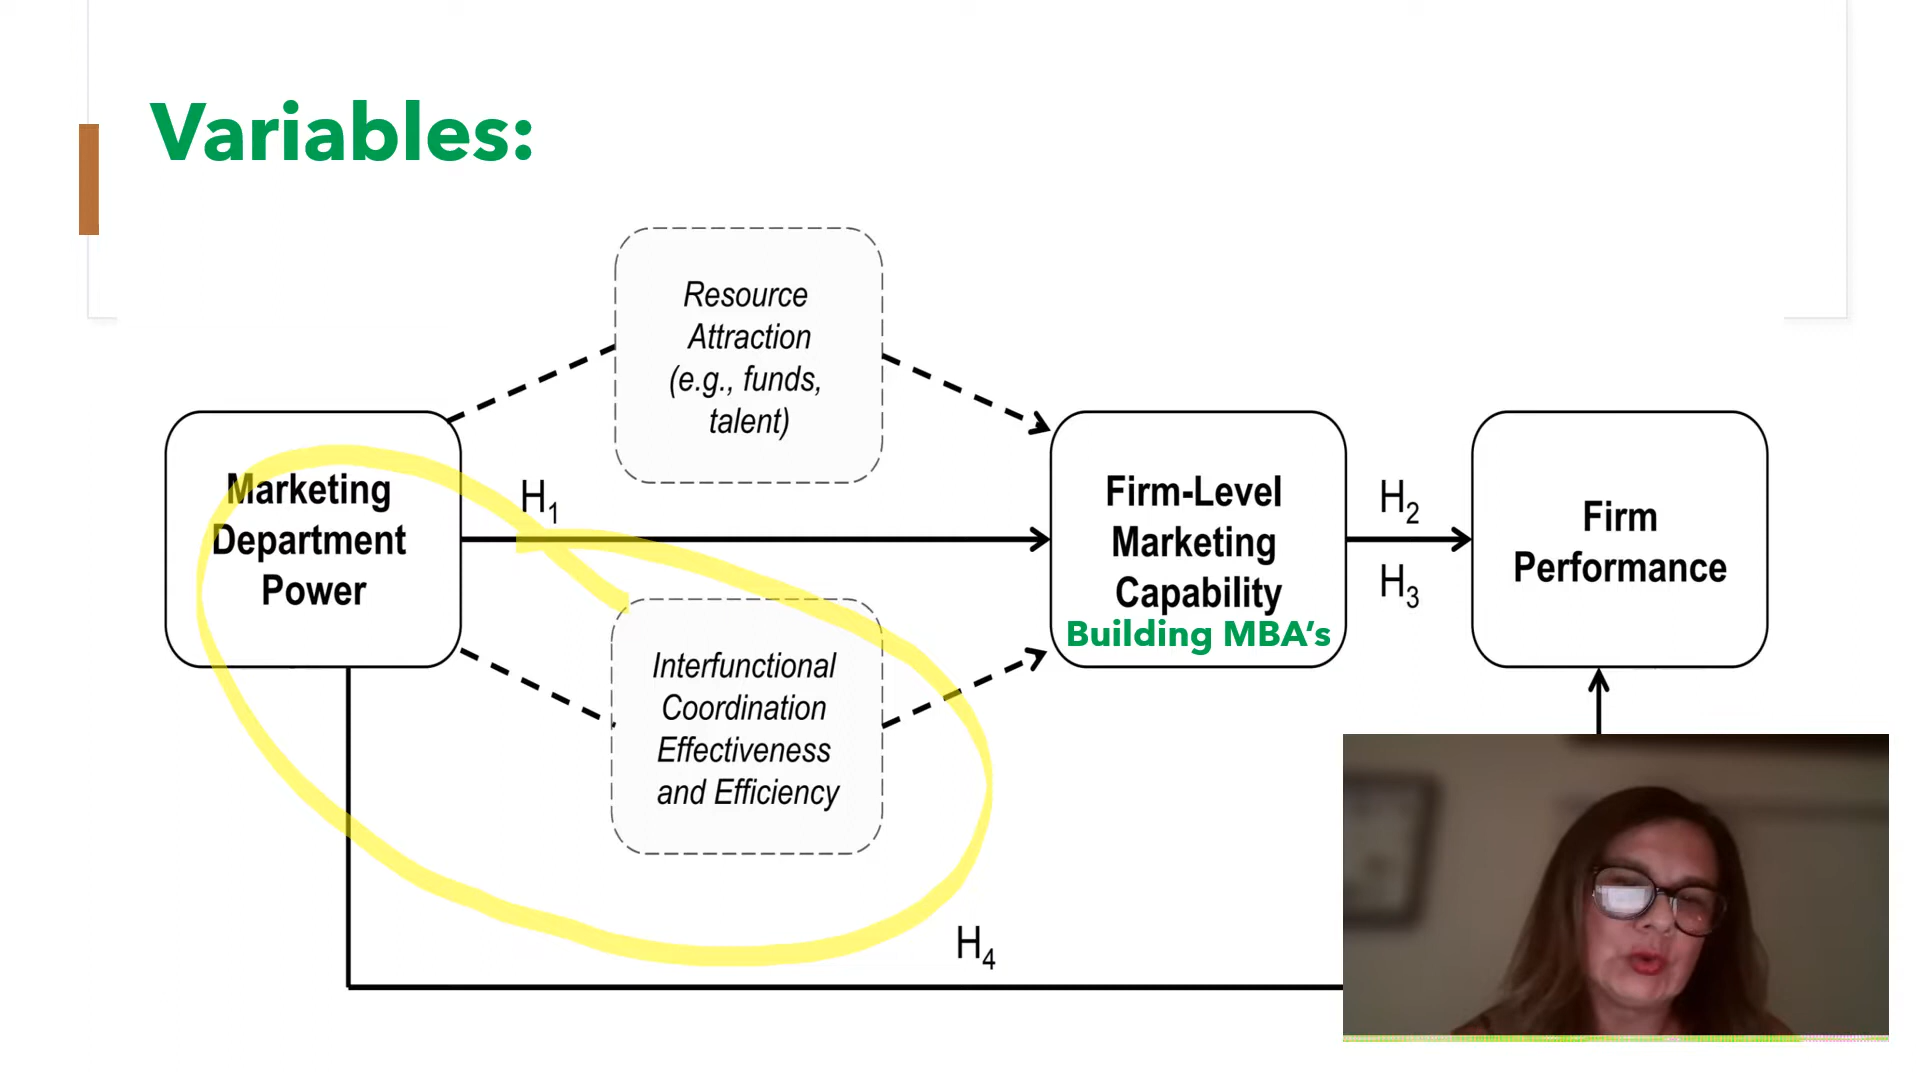 Variables:
Resource
Attraction
(e.g., funds,
talent)
Marketing
Department
Power
H1
Interfunctional
Coordination
Effectiveness
and Efficiency
Firm-Level
Marketing
Capability
Building MBA’s
H2
H3
Firm
Performance
H4